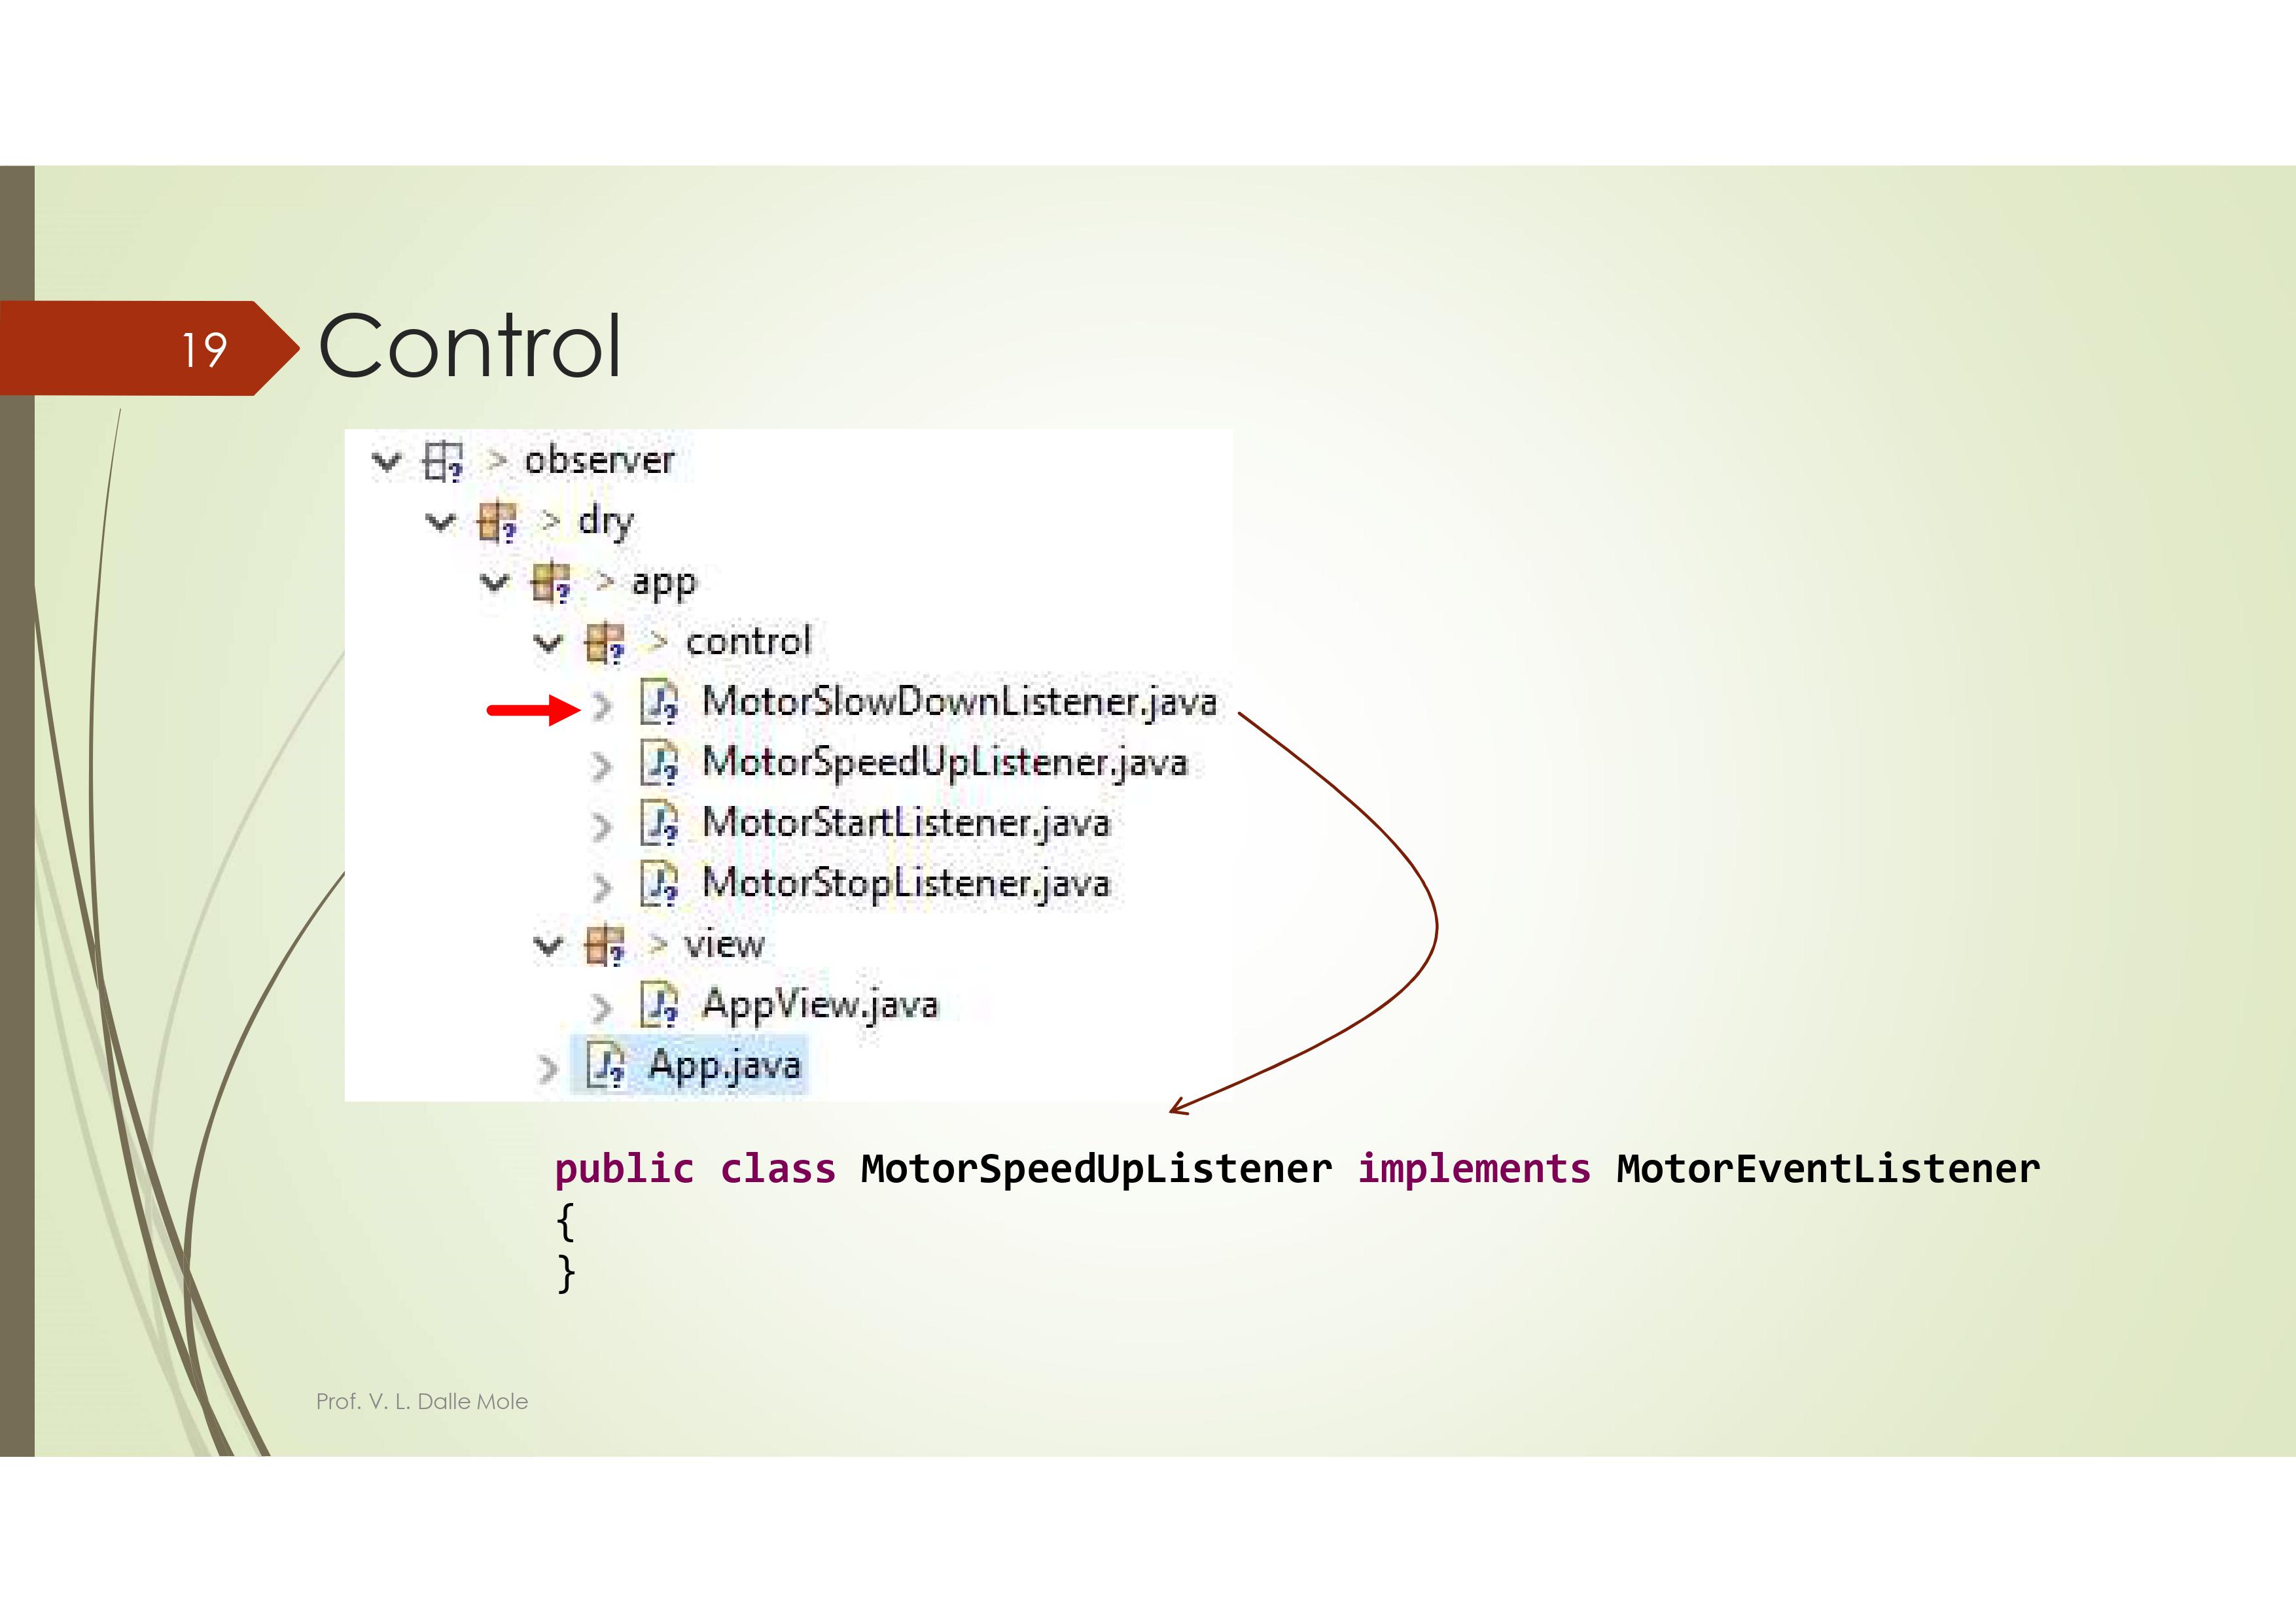 19
Control
> observer
> dry
> app
> control
MotorSlowDownListener.java
MotorSpeedUpListener.java
MotorStartListener.java
MotorStopListener.java
> view
AppView.java
App.java
public class MotorSpeedUpListener implements MotorEventListener
{
}
Prof. V. L. Dalle Mole